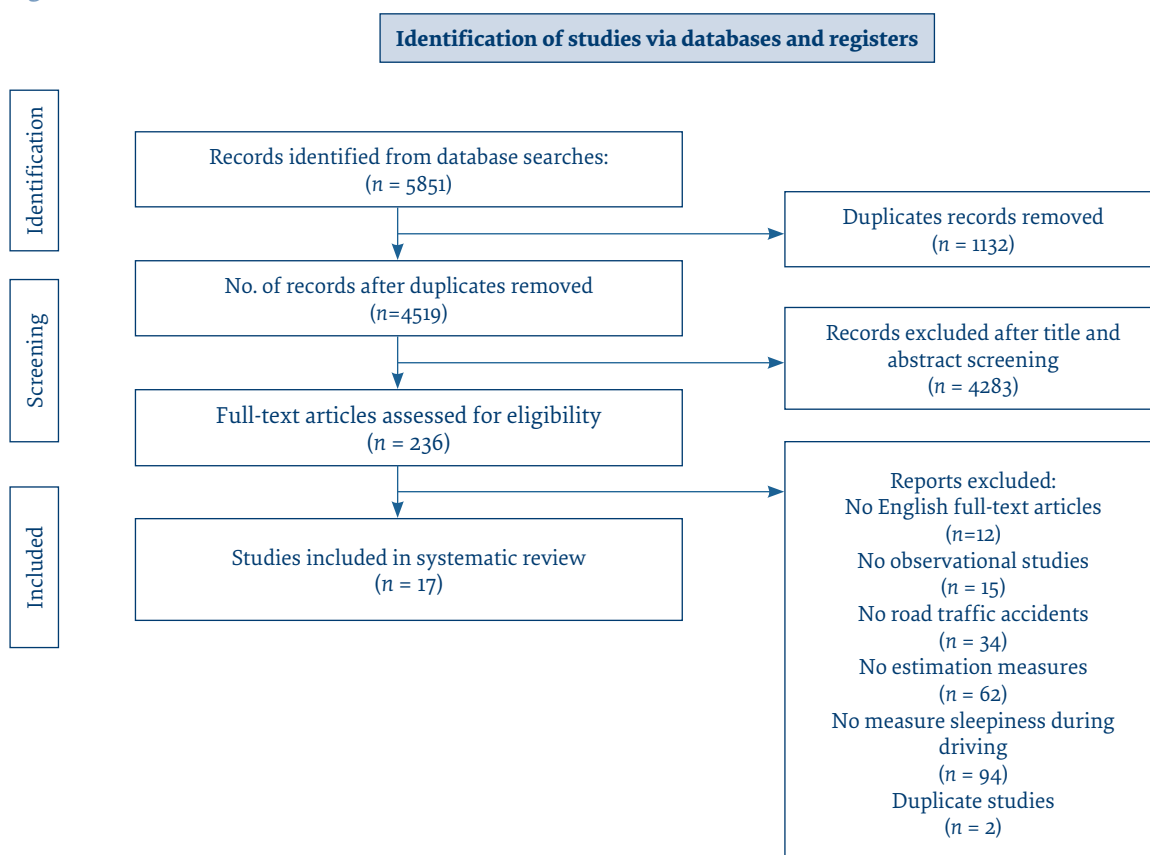 Identification of studies via databases and registers
Identification
Records identified from database searches:
(n = 5851)
Duplicates records removed
(n = 1132)
No. of records after duplicates removed
(n=4519)
Screening
Records excluded after title and
abstract screening
(n = 4283)
Full-text articles assessed for eligibility
(n = 236)
Reports excluded:
No English full-text articles
(n=12)
No observational studies
(n = 15)
No road traffic accidents
(n = 34)
No estimation measures
(n = 62)
No measure sleepiness during
driving
(n = 94)
Duplicate studies
(n = 2)
Included
Studies included in systematic review
(n = 17)